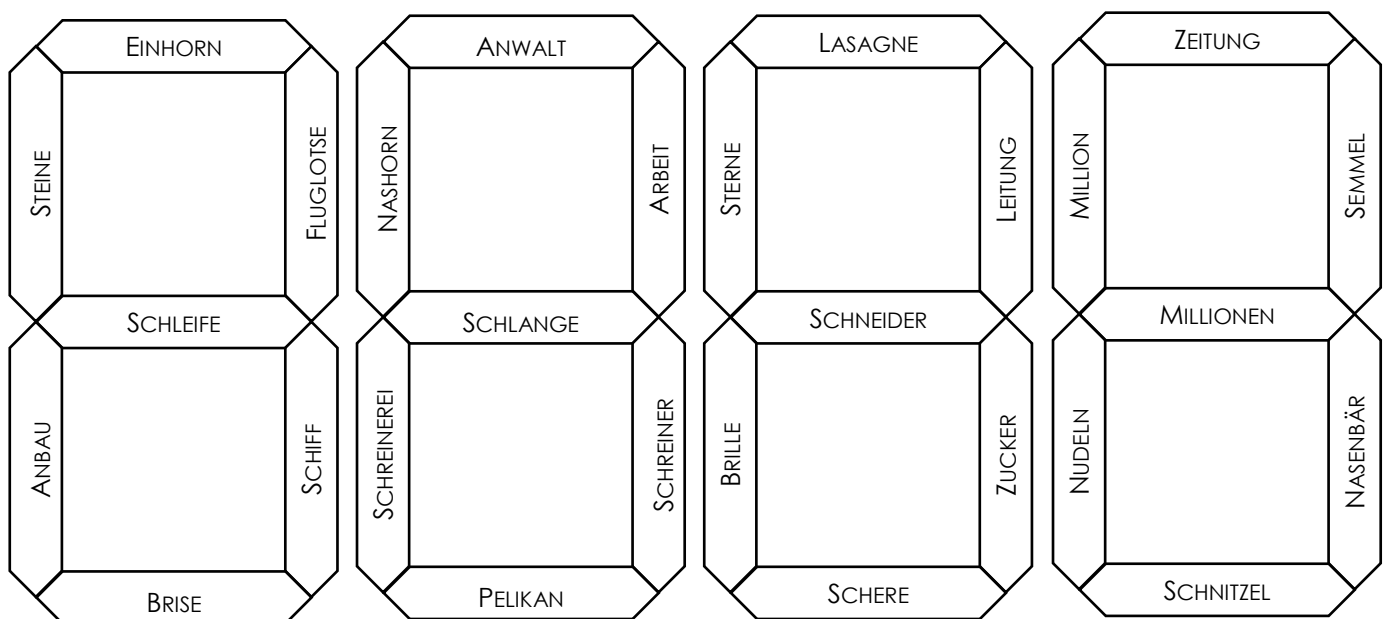 EINHORN
STEINE
FLUGLOTSE
SCHLEIFE
ANBAU
SCHIFF
BRISE
ANWALT
NASHORN
ARBEIT
SCHLANGE
SCHREINEREI
SCHREINER
PELIKAN
LASAGNE
STERNE
LEITUNG
SCHNEIDER
BRILLE
ZUCKER
SCHERE
ZEITUNG
MILLION
SEMMEL
MILLIONEN
NUDELN
NASENBÄR
SCHNITZEL